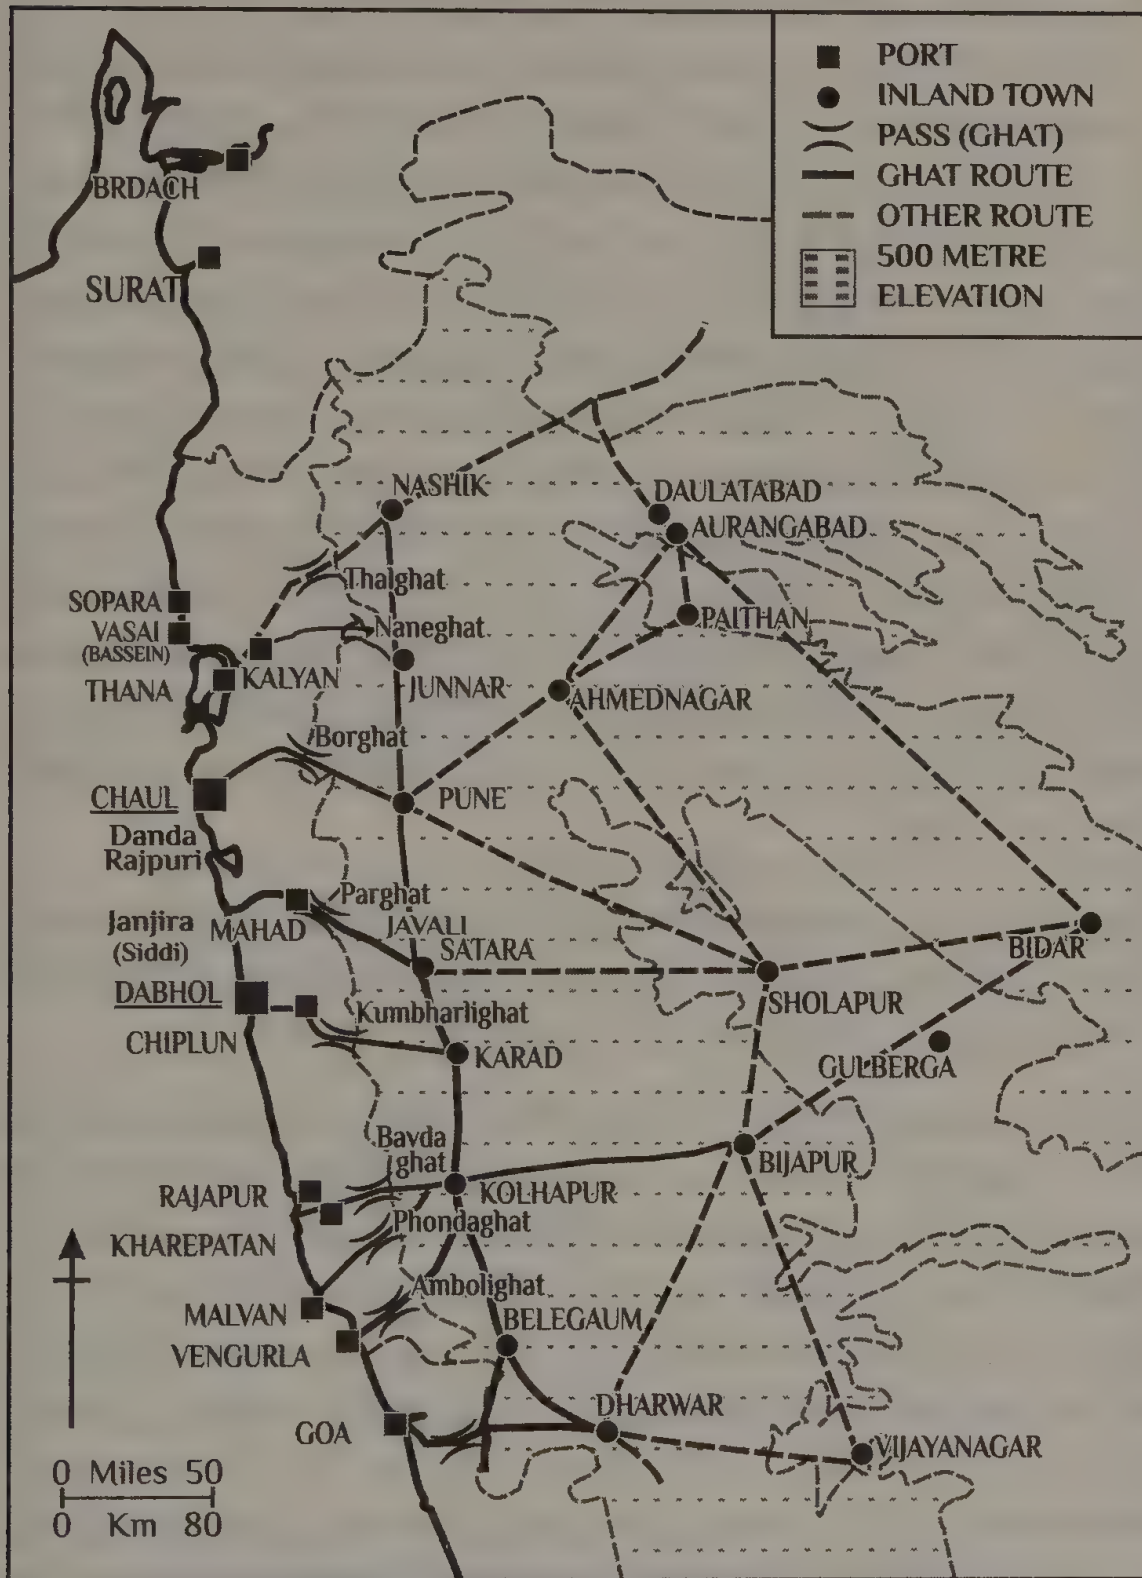 PORT
INLAND TOWN
PASS (GHAT)
GHAT ROUTE
OTHER ROUTE
500 METRE
ELEVATION
BRDACH
SURAT
NASHIK
DAULATABAD
AURANGABAD
Thalghat
SOPARA
VASAI
(BASSEIN)
Naneghat
PAITHAN
THANA
KALYAN
JUNNAR
AHMEDNAGAR
Borghat
CHAUL
PUNE
Danda
Rajpuri
Parghat
Janjira
(Siddi)
MAHAD
JAVALI
SATARA
BIDAR
DABHOL
Kumbharlighat
SHOLAPUR
CHIPLUN
KARAD
GULBERGA
Bavda
ghat
BIJAPUR
RAJAPUR
KOLHAPUR
Phondaghat
KHAREPATAN
Ambolighat
MALVAN
BELEGAUM
VENGURLA
DHARWAR
GOA
VIJAYANAGAR
0 Miles 50
0 Km 80